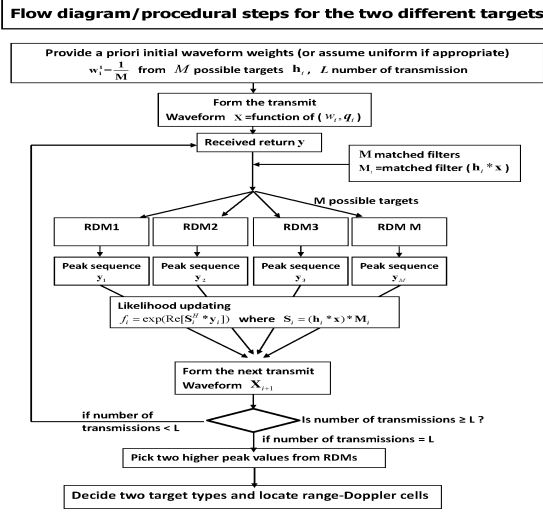 Flow diagram/procedural steps for the two different targets
Provide a priori initial waveform weights (or assume uniform if appropriate)
w_i^1 = 1/M from M possible targets h_i, L number of transmission
Form the transmit
Waveform X =function of (w_i, q_i)
Received return y
M matched filters
M_i =matched filter (h_i * x)
M possible targets
RDM1
RDM2
RDM3
RDM M
Peak sequence
y_1
Peak sequence
y_2
Peak sequence
y_3
Peak sequence
y_M
Likelihood updating
f_i = exp(Re[S_i^H * y_i]) where S_i = (h_i * x) * M_i
Form the next transmit
Waveform X_{i+1}
if number of
transmissions < L
Is number of transmissions ≥ L ?
if number of transmissions = L
Pick two higher peak values from RDMs
Decide two target types and locate range-Doppler cells